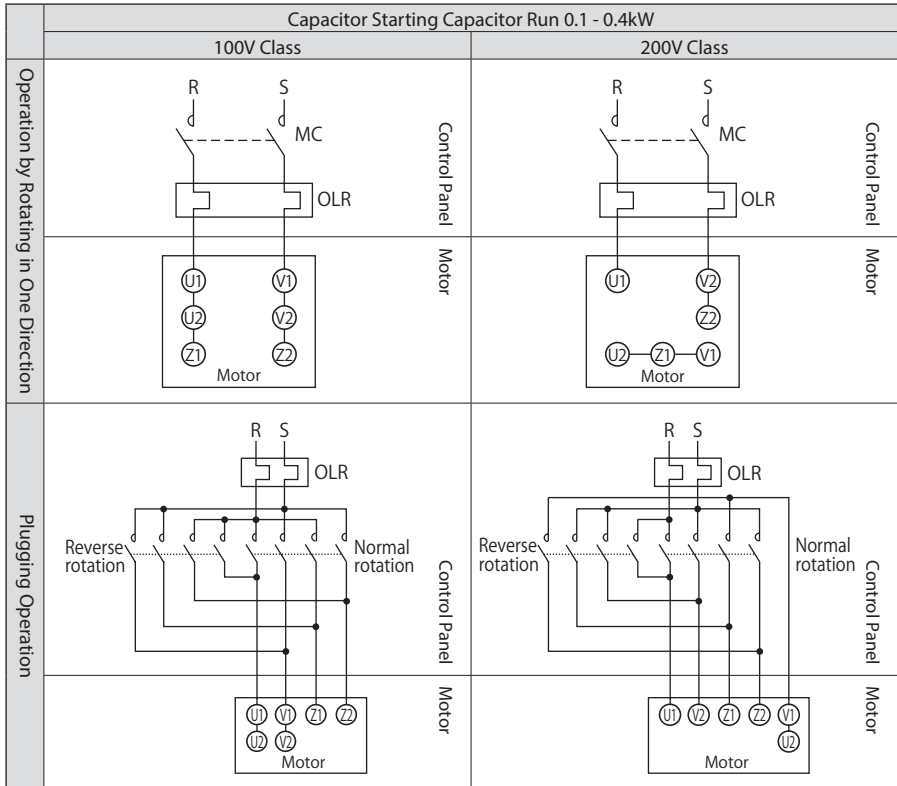 Capacitor Starting Capacitor Run 0.1 - 0.4kW
100V Class
200V Class
Operation by Rotating in One Direction
R S
MC
OLR
Control Panel
Motor
U1 V1
U2 V2
Z1 Z2
Motor
R S
MC
OLR
Control Panel
Motor
U1 V2
Z2
U2 Z1 V1
Motor
Plugging Operation
R S
OLR
Reverse
rotation
Normal
rotation
Control Panel
Motor
U1 V1 Z1 Z2
U2 V2
Motor
R S
OLR
Reverse
rotation
Normal
rotation
Control Panel
Motor
U1 V2 Z1 Z2 V1
U2
Motor